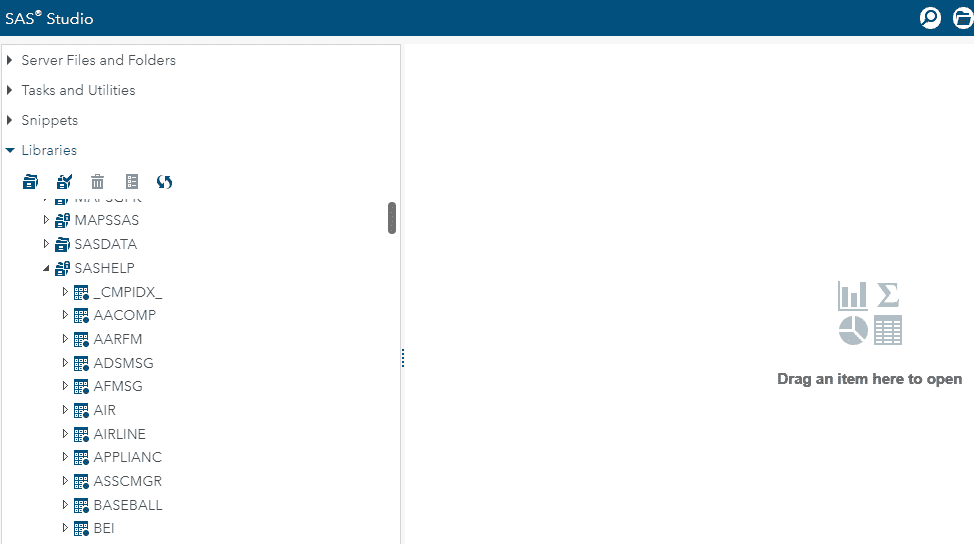 SAS® Studio
Server Files and Folders
Tasks and Utilities
Snippets
Libraries
MAPSSAS
SASDATA
SASHELP
_CMPIDX_
AACOMP
AARFM
ADSMSG
AFMSG
AIR
AIRLINE
APPLIANC
ASSCMGR
BASEBALL
BEI
Drag an item here to open